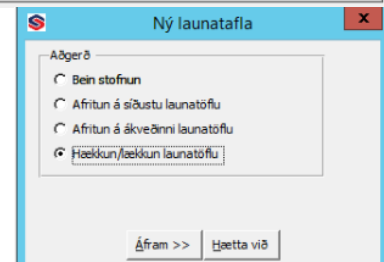 Ný launatafla
x
Aðgerð
Bein stofnun
Afritun á síðustu launatöflu
Afritun á ákveðinni launatöflu
Hækkun/lækkun launatöflu
Áfram >>
Hætta við